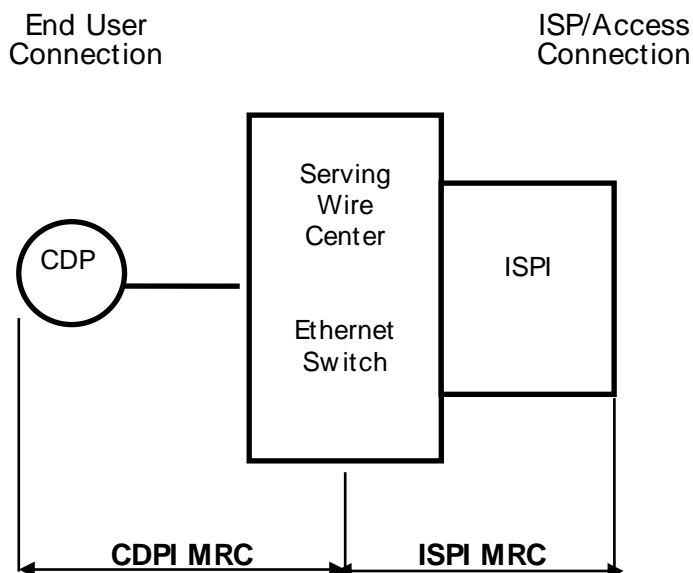 End User
Connection
ISP/Access
Connection
Serving
Wire
Center
CDP
ISPI
Ethernet
Switch
CDPI MRC
ISPI MRC